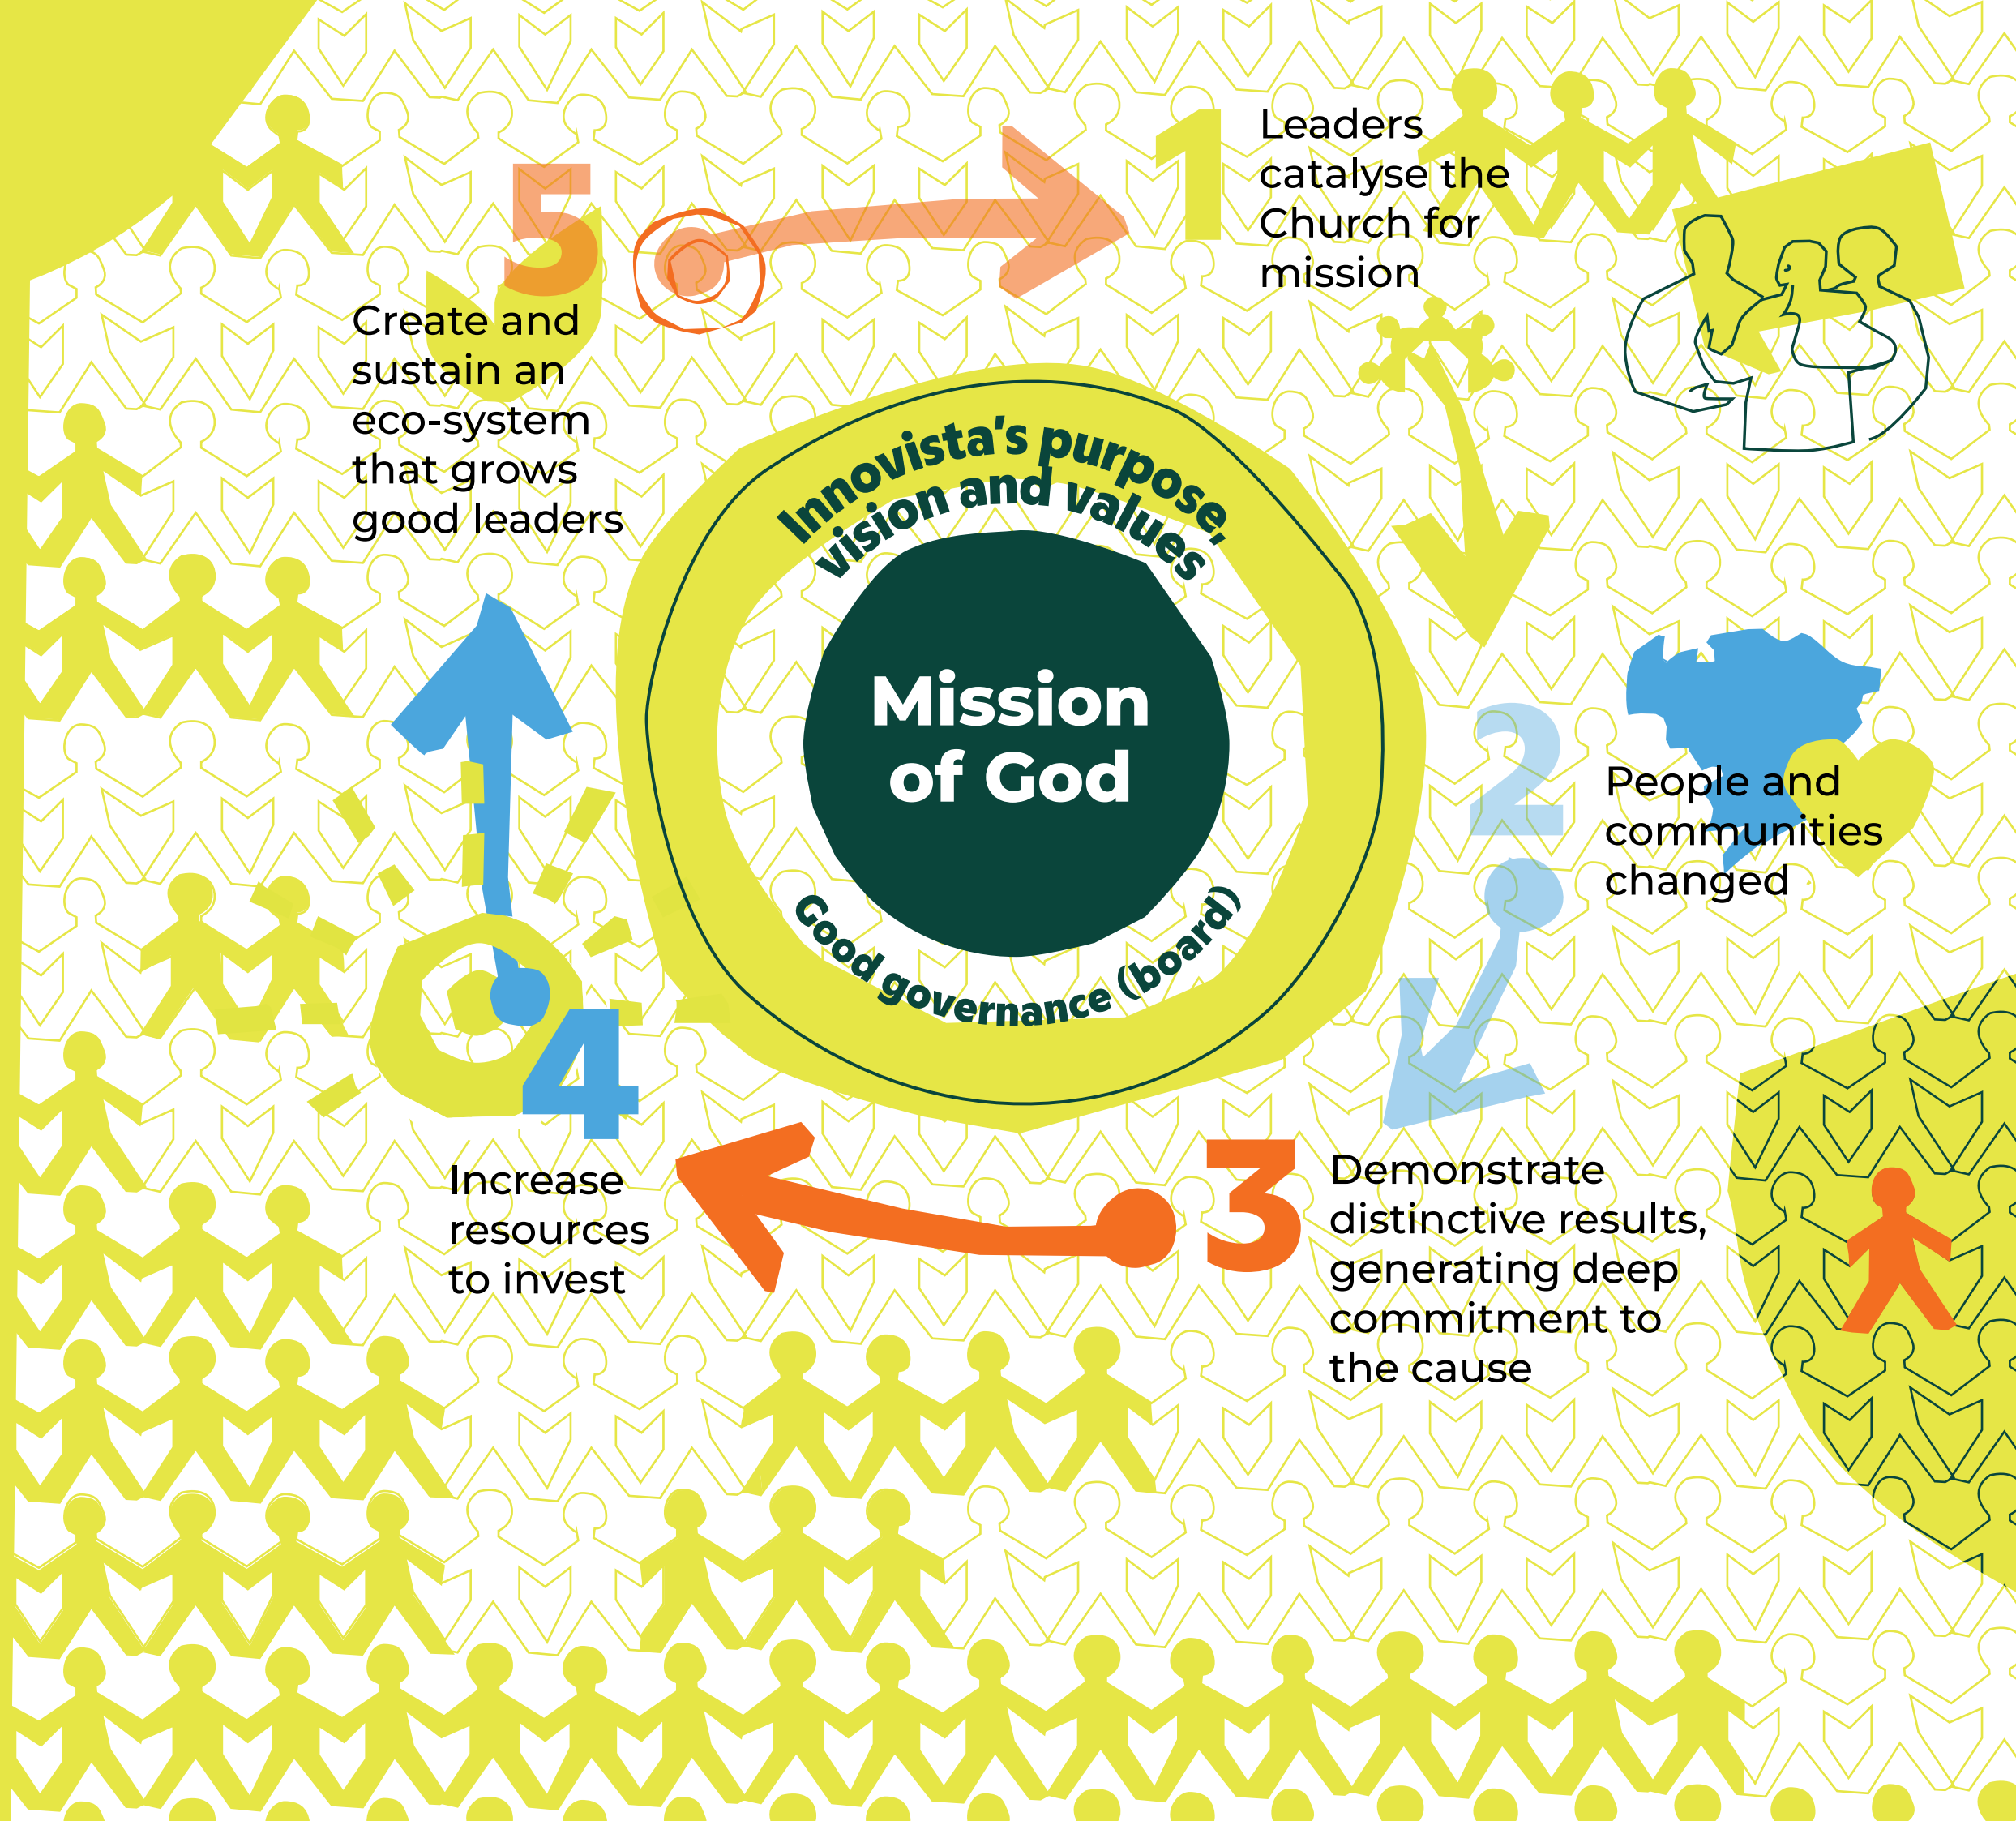 1
Leaders
catalyse the
Church for
mission
2
People and
communities
changed
3
Demonstrate
distinctive results,
generating deep
commitment to
the cause
4
Increase
resources
to invest
5
Create and
sustain an
eco-system
that grows
good leaders
Innovista's purpose,
vision and values
Mission
of God
Good governance (board)